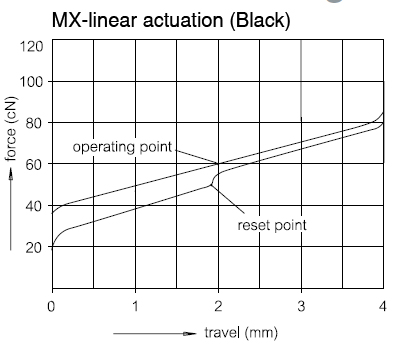 MX-linear actuation (Black)
120
100
80
60
40
20
force (cN)
operating point
reset point
0 1 2 3 4
travel (mm)